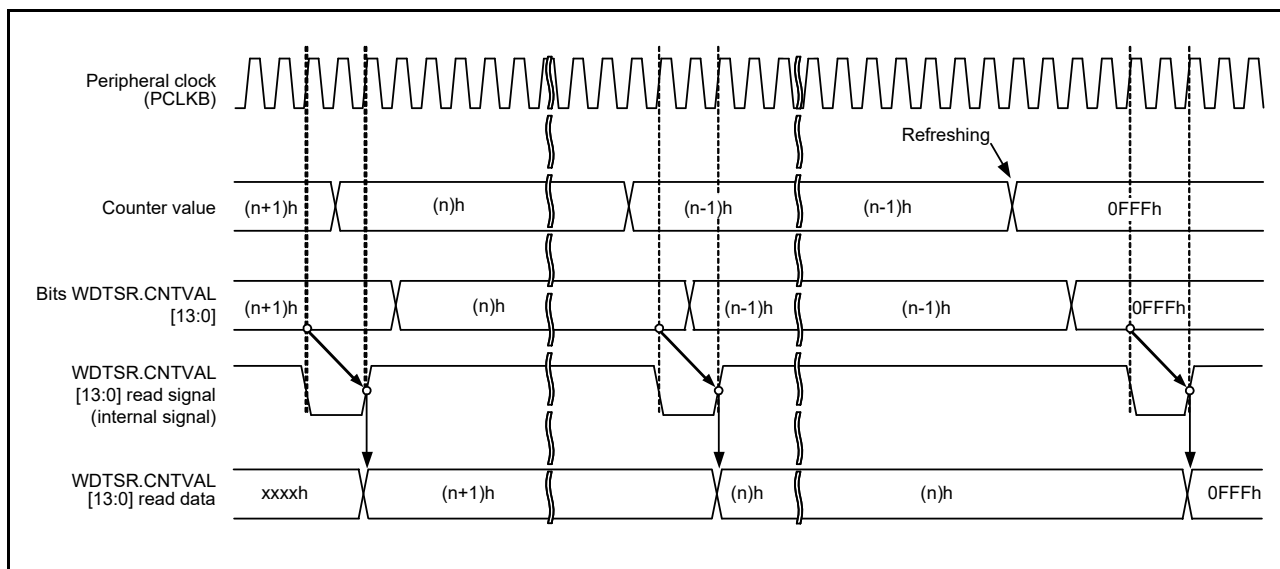 Peripheral clock
(PCLKB)
Refreshing
Counter value
(n+1)h
(n)h
(n-1)h
(n-1)h
0FFFh
Bits WDTSR.CNTVAL
[13:0]
(n+1)h
(n)h
(n-1)h
(n-1)h
0FFFh
WDTSR.CNTVAL
[13:0] read signal
(internal signal)
WDTSR.CNTVAL
[13:0] read data
xxxxh
(n+1)h
(n)h
(n)h
0FFFh